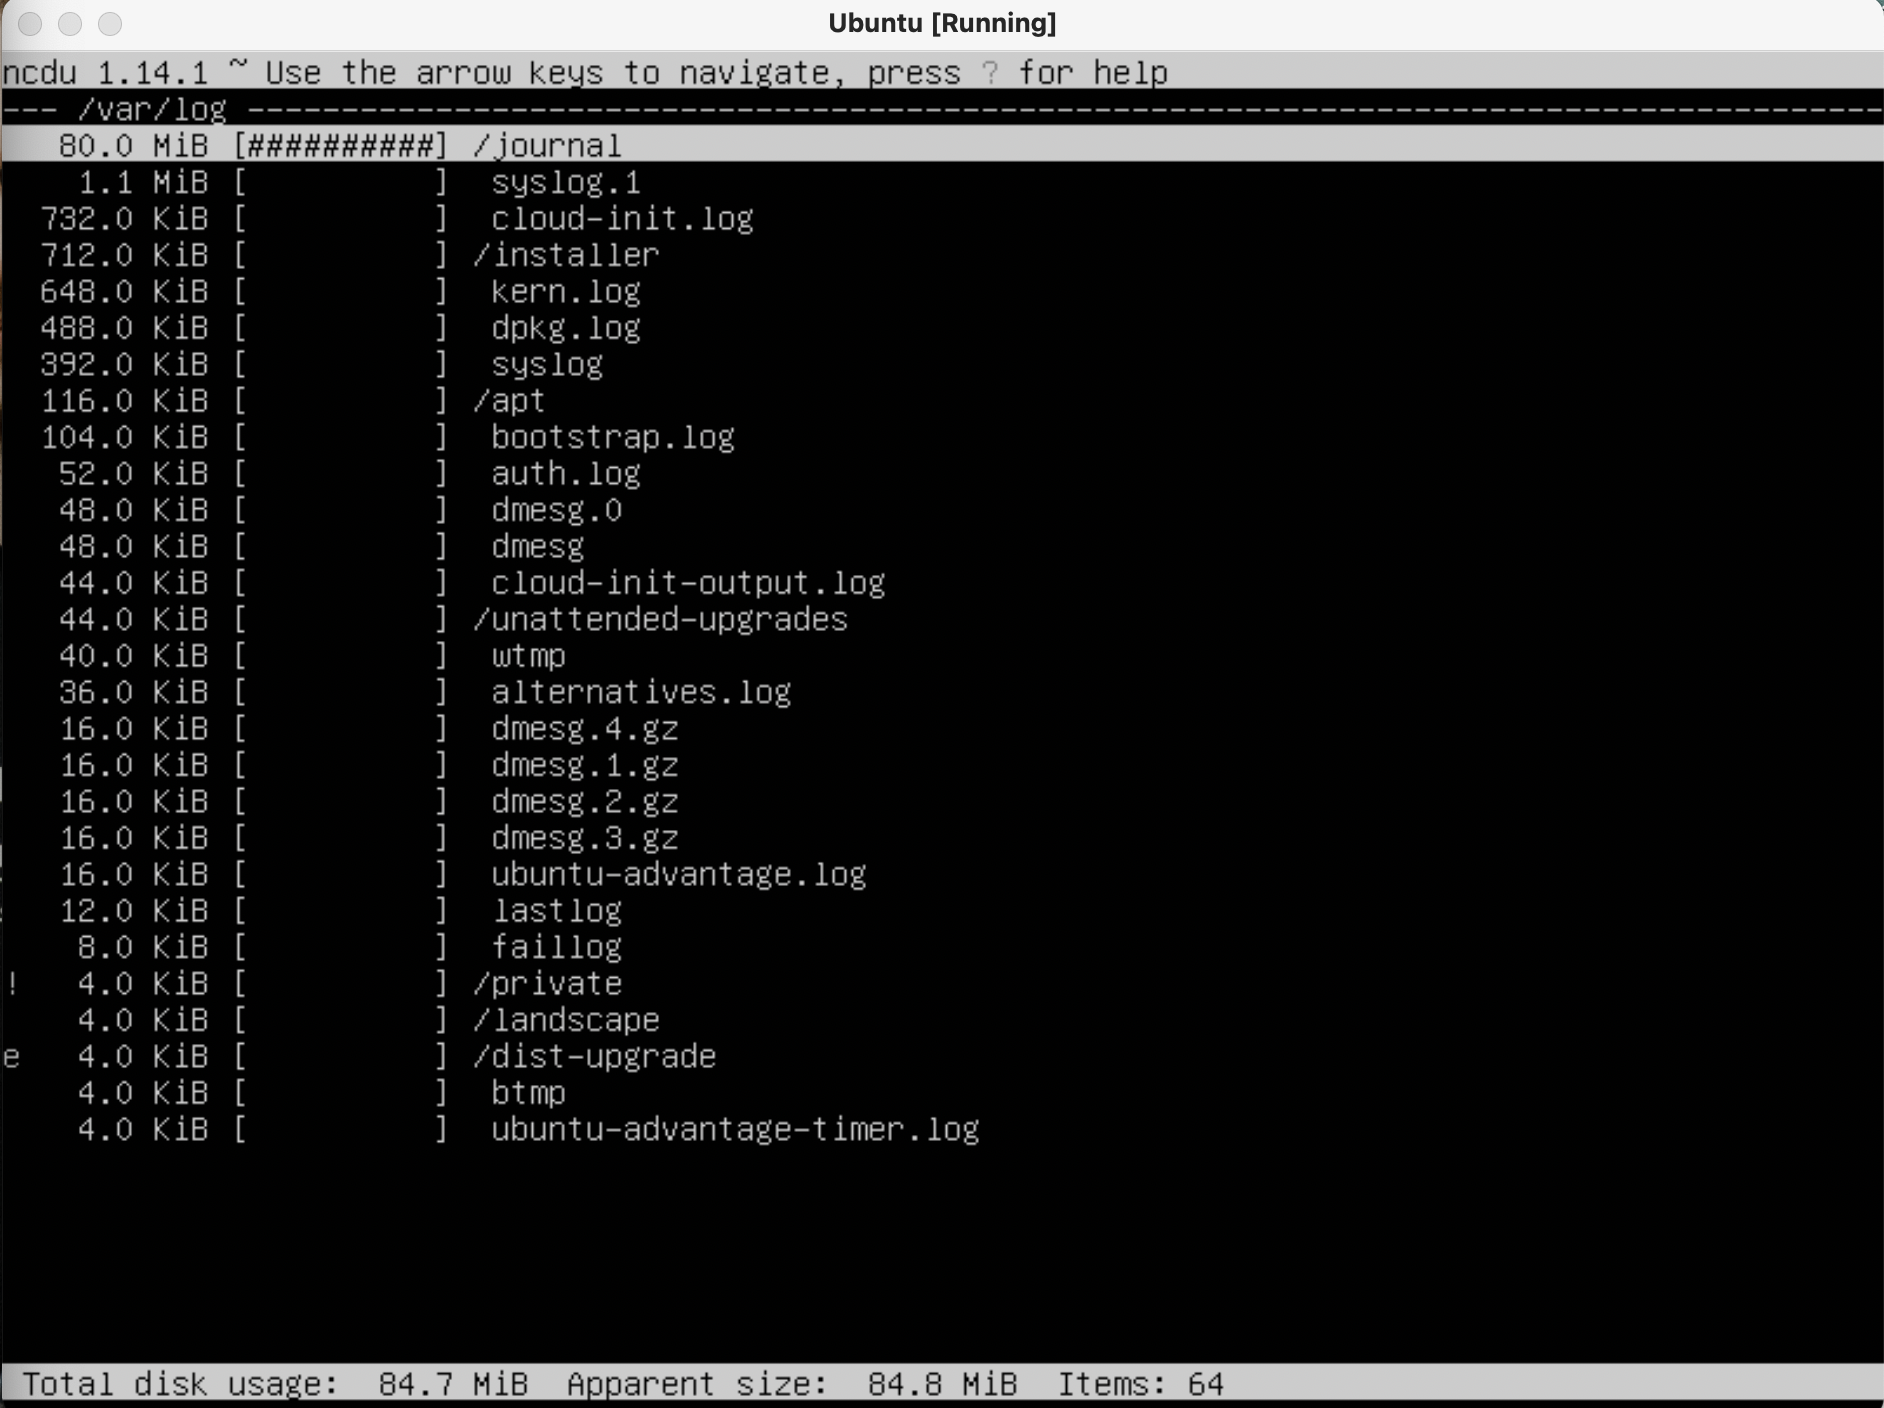 Ubuntu [Running]
ncdu 1.14.1 ~ Use the arrow keys to navigate, press ? for help
--- /var/log ---------------------------------------------------------------------------------------
80.0 MiB [##########] /journal
1.1 MiB [          ]  syslog.1
732.0 KiB [          ]  cloud-init.log
712.0 KiB [          ] /installer
648.0 KiB [          ]  kern.log
488.0 KiB [          ]  dpkg.log
392.0 KiB [          ]  syslog
116.0 KiB [          ] /apt
104.0 KiB [          ]  bootstrap.log
52.0 KiB [          ]  auth.log
48.0 KiB [          ]  dmesg.0
48.0 KiB [          ]  dmesg
44.0 KiB [          ]  cloud-init-output.log
44.0 KiB [          ] /unattended-upgrades
40.0 KiB [          ]  wtmp
36.0 KiB [          ]  alternatives.log
16.0 KiB [          ]  dmesg.4.gz
16.0 KiB [          ]  dmesg.1.gz
16.0 KiB [          ]  dmesg.2.gz
16.0 KiB [          ]  dmesg.3.gz
16.0 KiB [          ]  ubuntu-advantage.log
12.0 KiB [          ]  lastlog
8.0 KiB [          ]  faillog
! 4.0 KiB [          ] /private
4.0 KiB [          ] /landscape
e 4.0 KiB [          ] /dist-upgrade
4.0 KiB [          ]  btmp
4.0 KiB [          ]  ubuntu-advantage-timer.log
Total disk usage:  84.7 MiB  Apparent size:  84.8 MiB  Items: 64